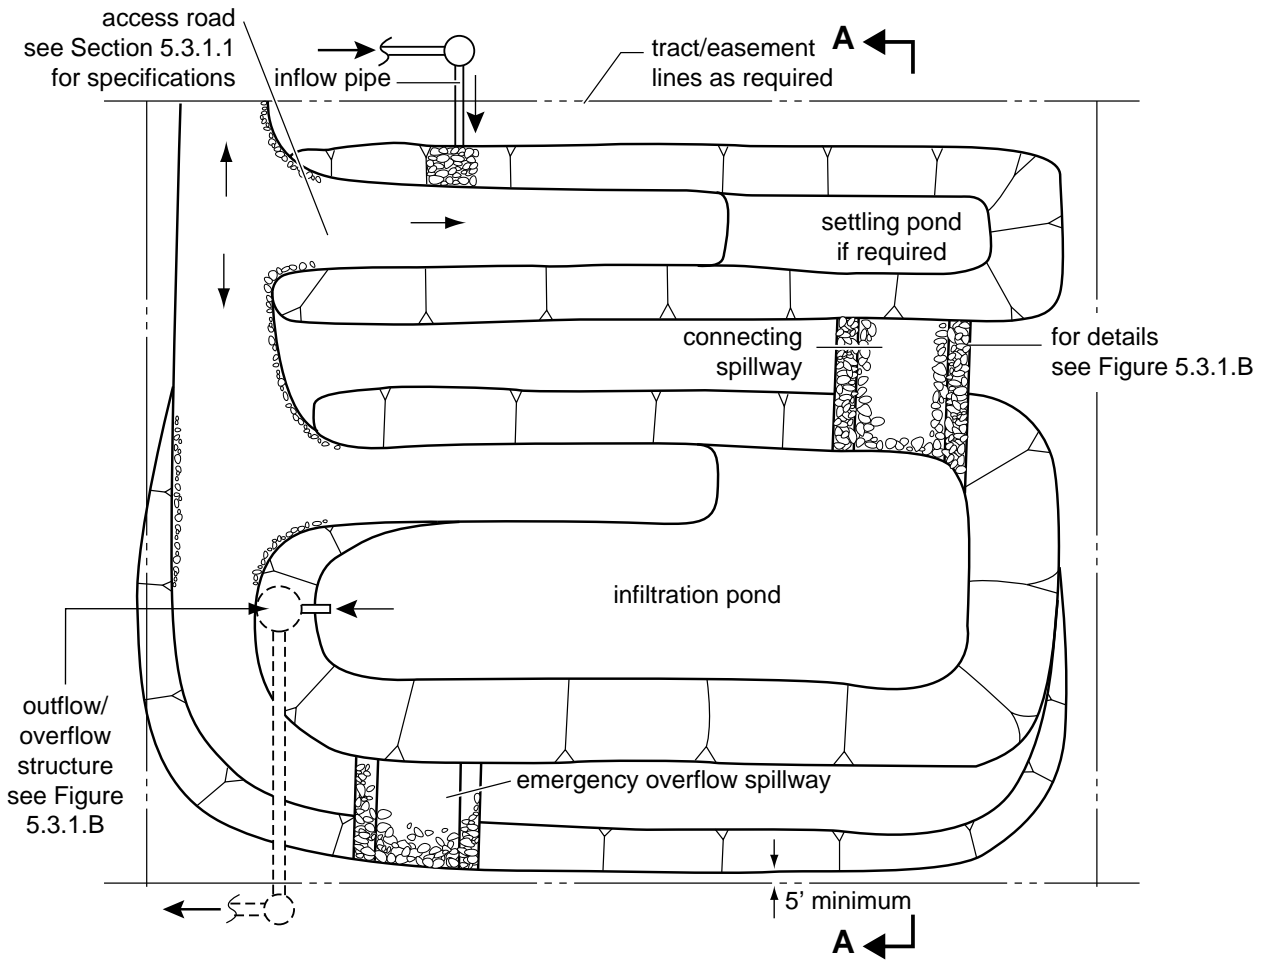 access road
see Section 5.3.1.1
for specifications
inflow pipe
tract/easement
lines as required
A
settling pond
if required
connecting
spillway
for details
see Figure 5.3.1.B
infiltration pond
outflow/
overflow
structure
see Figure
5.3.1.B
emergency overflow spillway
5' minimum
A